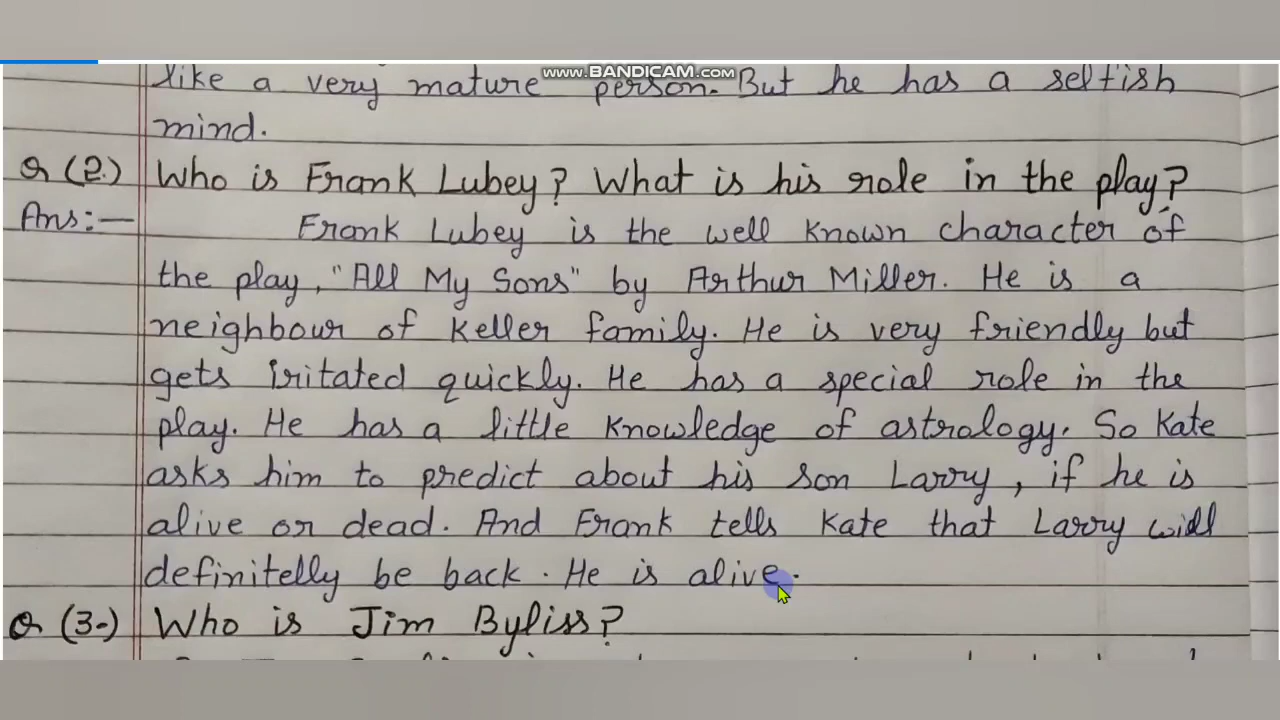 www.BANDICAM.com
like a very mature person. But he has a selfish
mind.
Q (2.) Who is Frank Lubey? What is his role in the play?
Ans:— Frank Lubey is the well known character of
the play, "All My Sons" by Arthur Miller. He is a
neighbour of Keller family. He is very friendly but
gets iritated quickly. He has a special role in the
play. He has a little knowledge of astrology. So Kate
asks him to predict about his son Larry, if he is
alive or dead. And Frank tells Kate that Larry will
definitelly be back. He is alive.
Q (3.) Who is Jim Byliss?